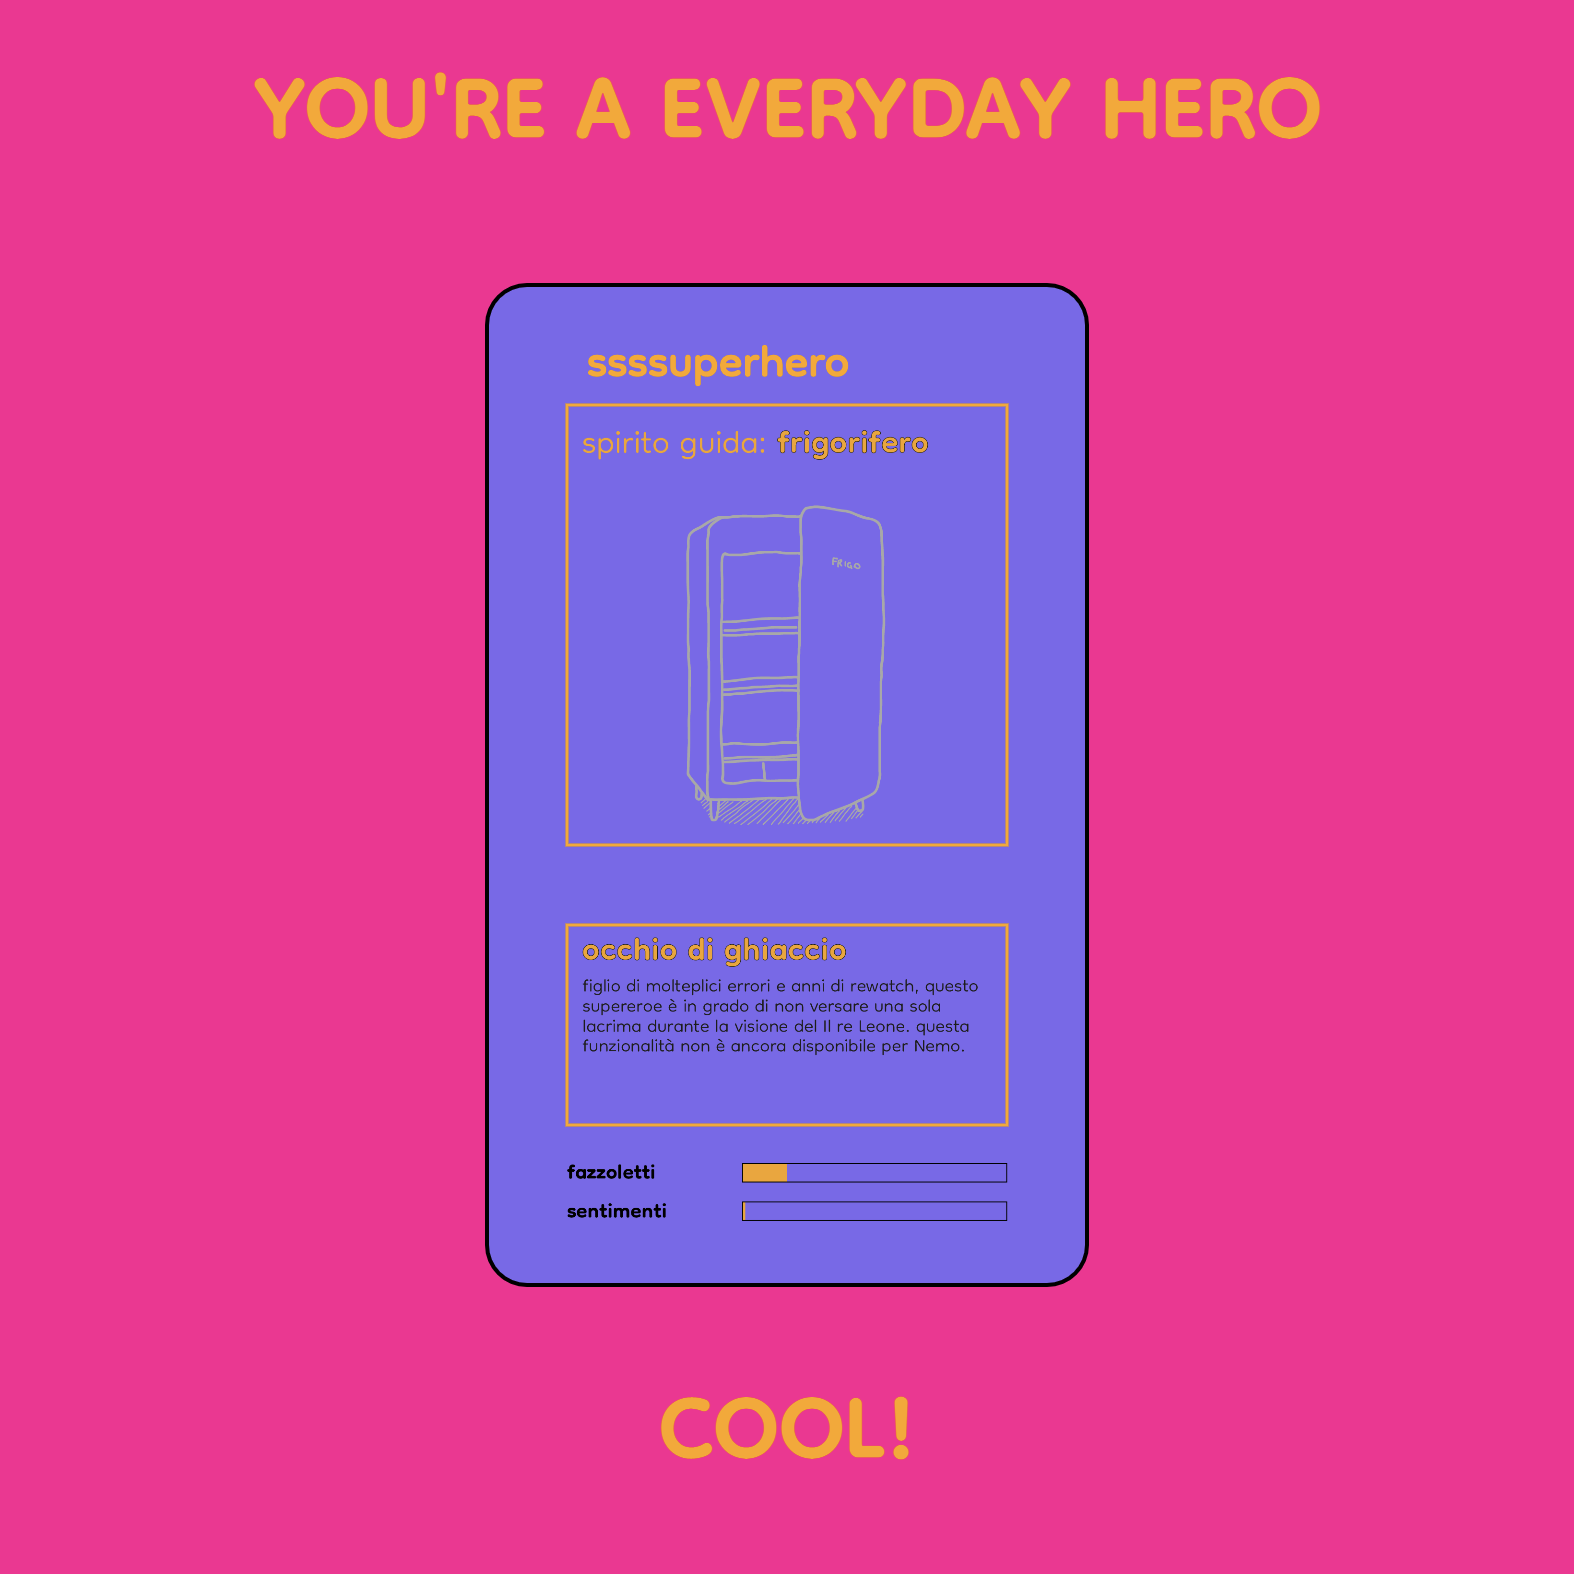 YOU'RE A EVERYDAY HERO
ssssuperhero
spirito guida: frigorifero
FRIGO
occhio di ghiaccio
figlio di molteplici errori e anni di rewatch, questo
supereroe è in grado di non versare una sola
lacrima durante la visione del Il re Leone. questa
funzionalità non è ancora disponibile per Nemo.
fazzoletti
sentimenti
COOL!